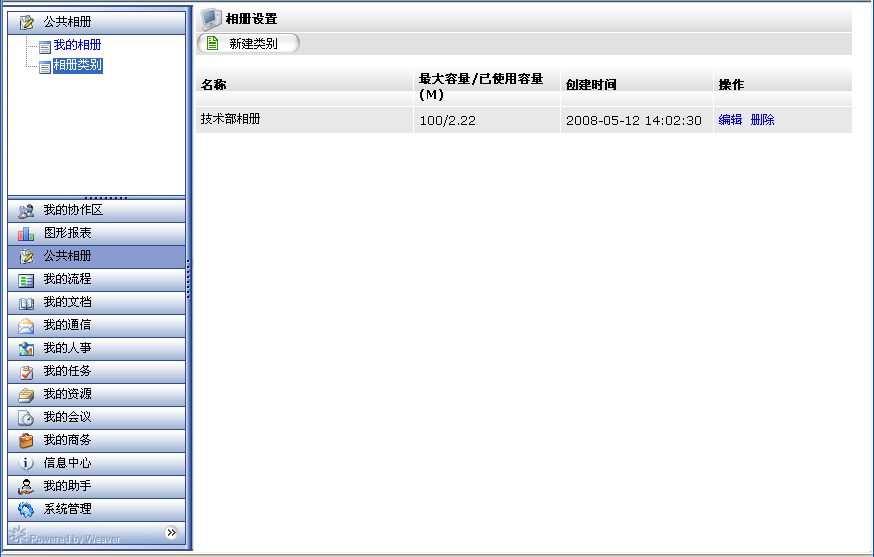 公共相册
我的相册
相册类别
我的协作区
图形报表
公共相册
我的流程
我的文档
我的通信
我的人事
我的任务
我的资源
我的会议
我的商务
信息中心
我的助手
系统管理
Powered by Weaver
相册设置
新建类别
名称 最大容量/已使用容量(M) 创建时间 操作
技术部相册 100/2.22 2008-05-12 14:02:30 编辑 删除